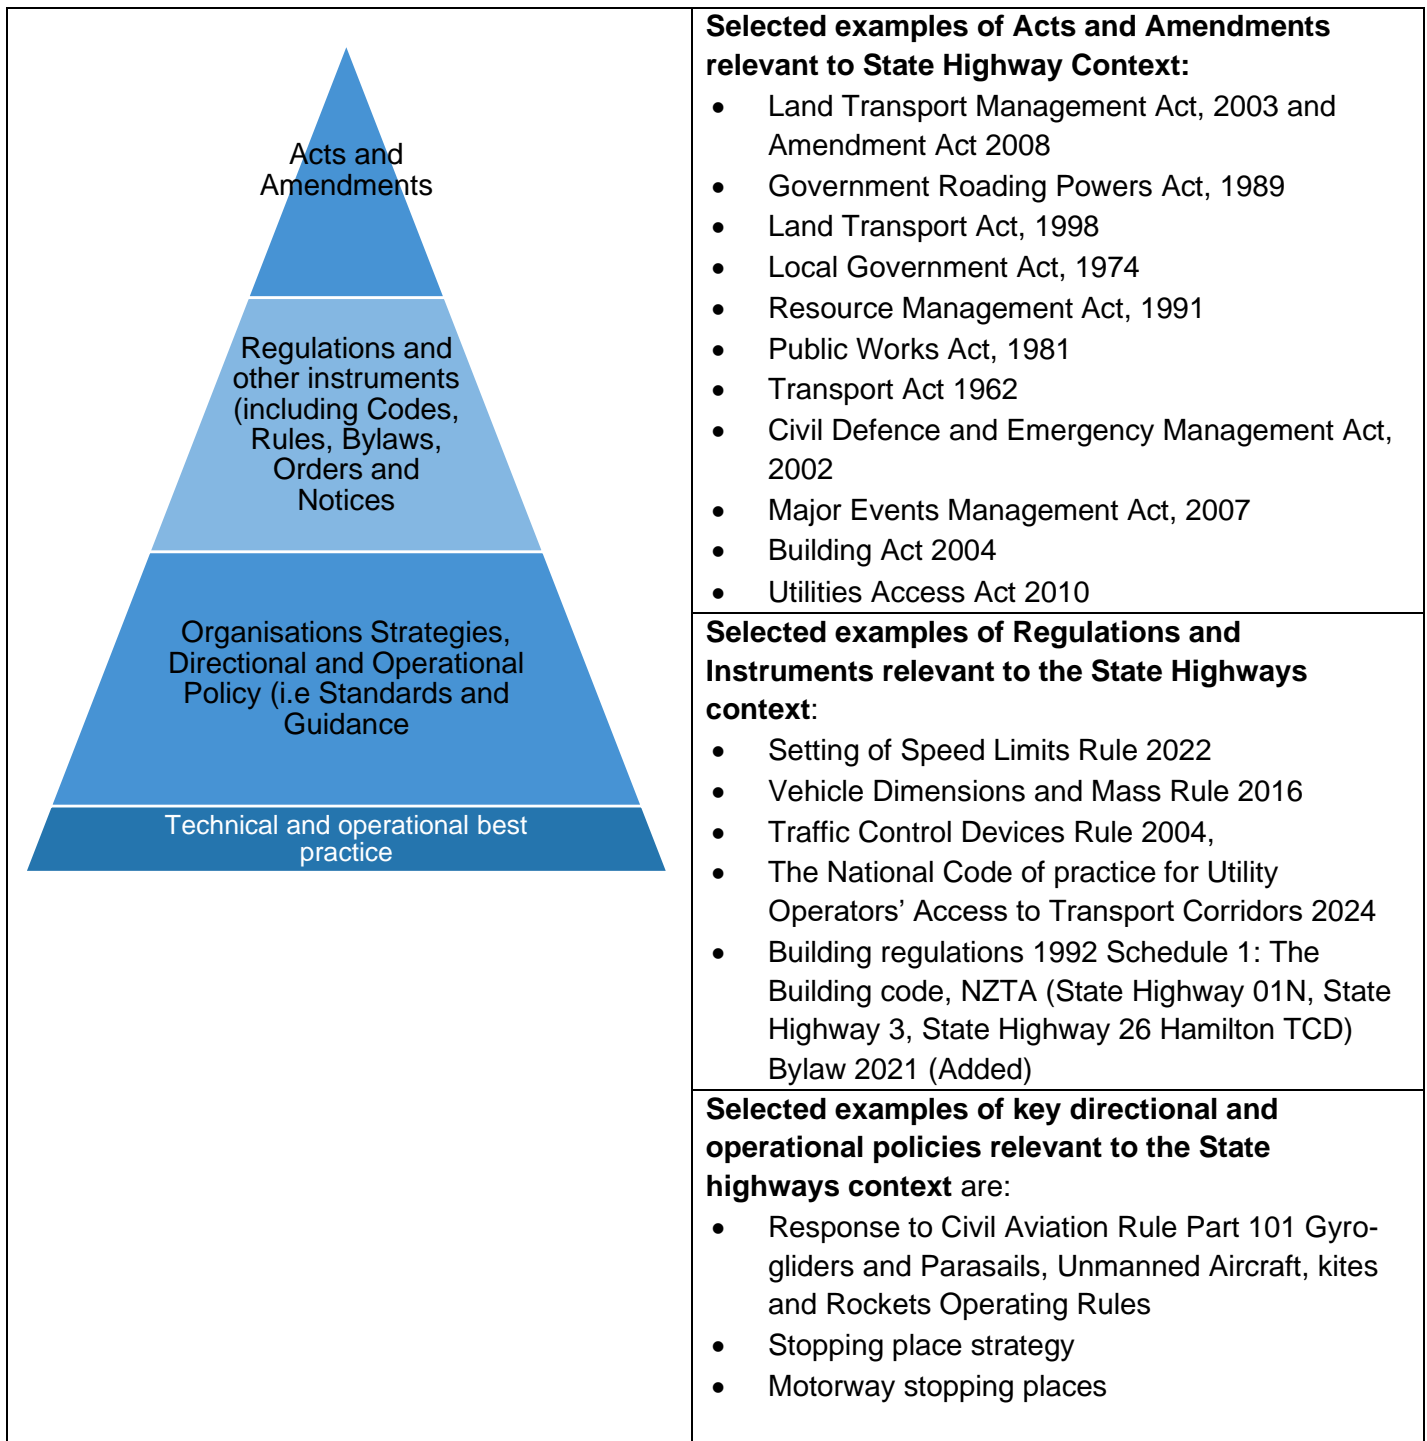 Acts and
Amendments
Regulations and
other instruments
(including Codes,
Rules, Bylaws,
Orders and
Notices
Organisations Strategies,
Directional and Operational
Policy (i.e Standards and
Guidance
Technical and operational best
practice
Selected examples of Acts and Amendments
relevant to State Highway Context:
• Land Transport Management Act, 2003 and
Amendment Act 2008
• Government Roading Powers Act, 1989
• Land Transport Act, 1998
• Local Government Act, 1974
• Resource Management Act, 1991
• Public Works Act, 1981
• Transport Act 1962
• Civil Defence and Emergency Management Act,
2002
• Major Events Management Act, 2007
• Building Act 2004
• Utilities Access Act 2010
Selected examples of Regulations and
Instruments relevant to the State Highways
context:
• Setting of Speed Limits Rule 2022
• Vehicle Dimensions and Mass Rule 2016
• Traffic Control Devices Rule 2004,
• The National Code of practice for Utility
Operators’ Access to Transport Corridors 2024
• Building regulations 1992 Schedule 1: The
Building code, NZTA (State Highway 01N, State
Highway 3, State Highway 26 Hamilton TCD)
Bylaw 2021 (Added)
Selected examples of key directional and
operational policies relevant to the State
highways context are:
• Response to Civil Aviation Rule Part 101 Gyro-
gliders and Parasails, Unmanned Aircraft, kites
and Rockets Operating Rules
• Stopping place strategy
• Motorway stopping places